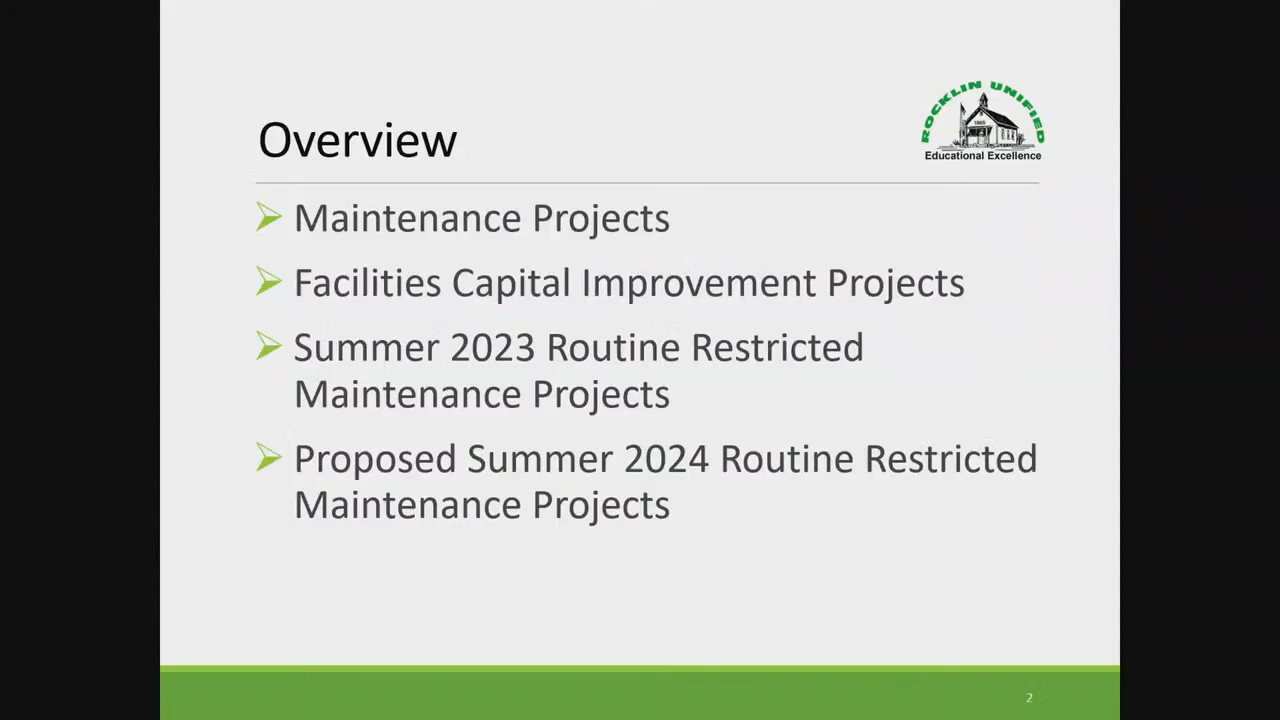 ROCKLIN UNIFIED
1866
Educational Excellence
Overview
Maintenance Projects
Facilities Capital Improvement Projects
Summer 2023 Routine Restricted
Maintenance Projects
Proposed Summer 2024 Routine Restricted
Maintenance Projects
2